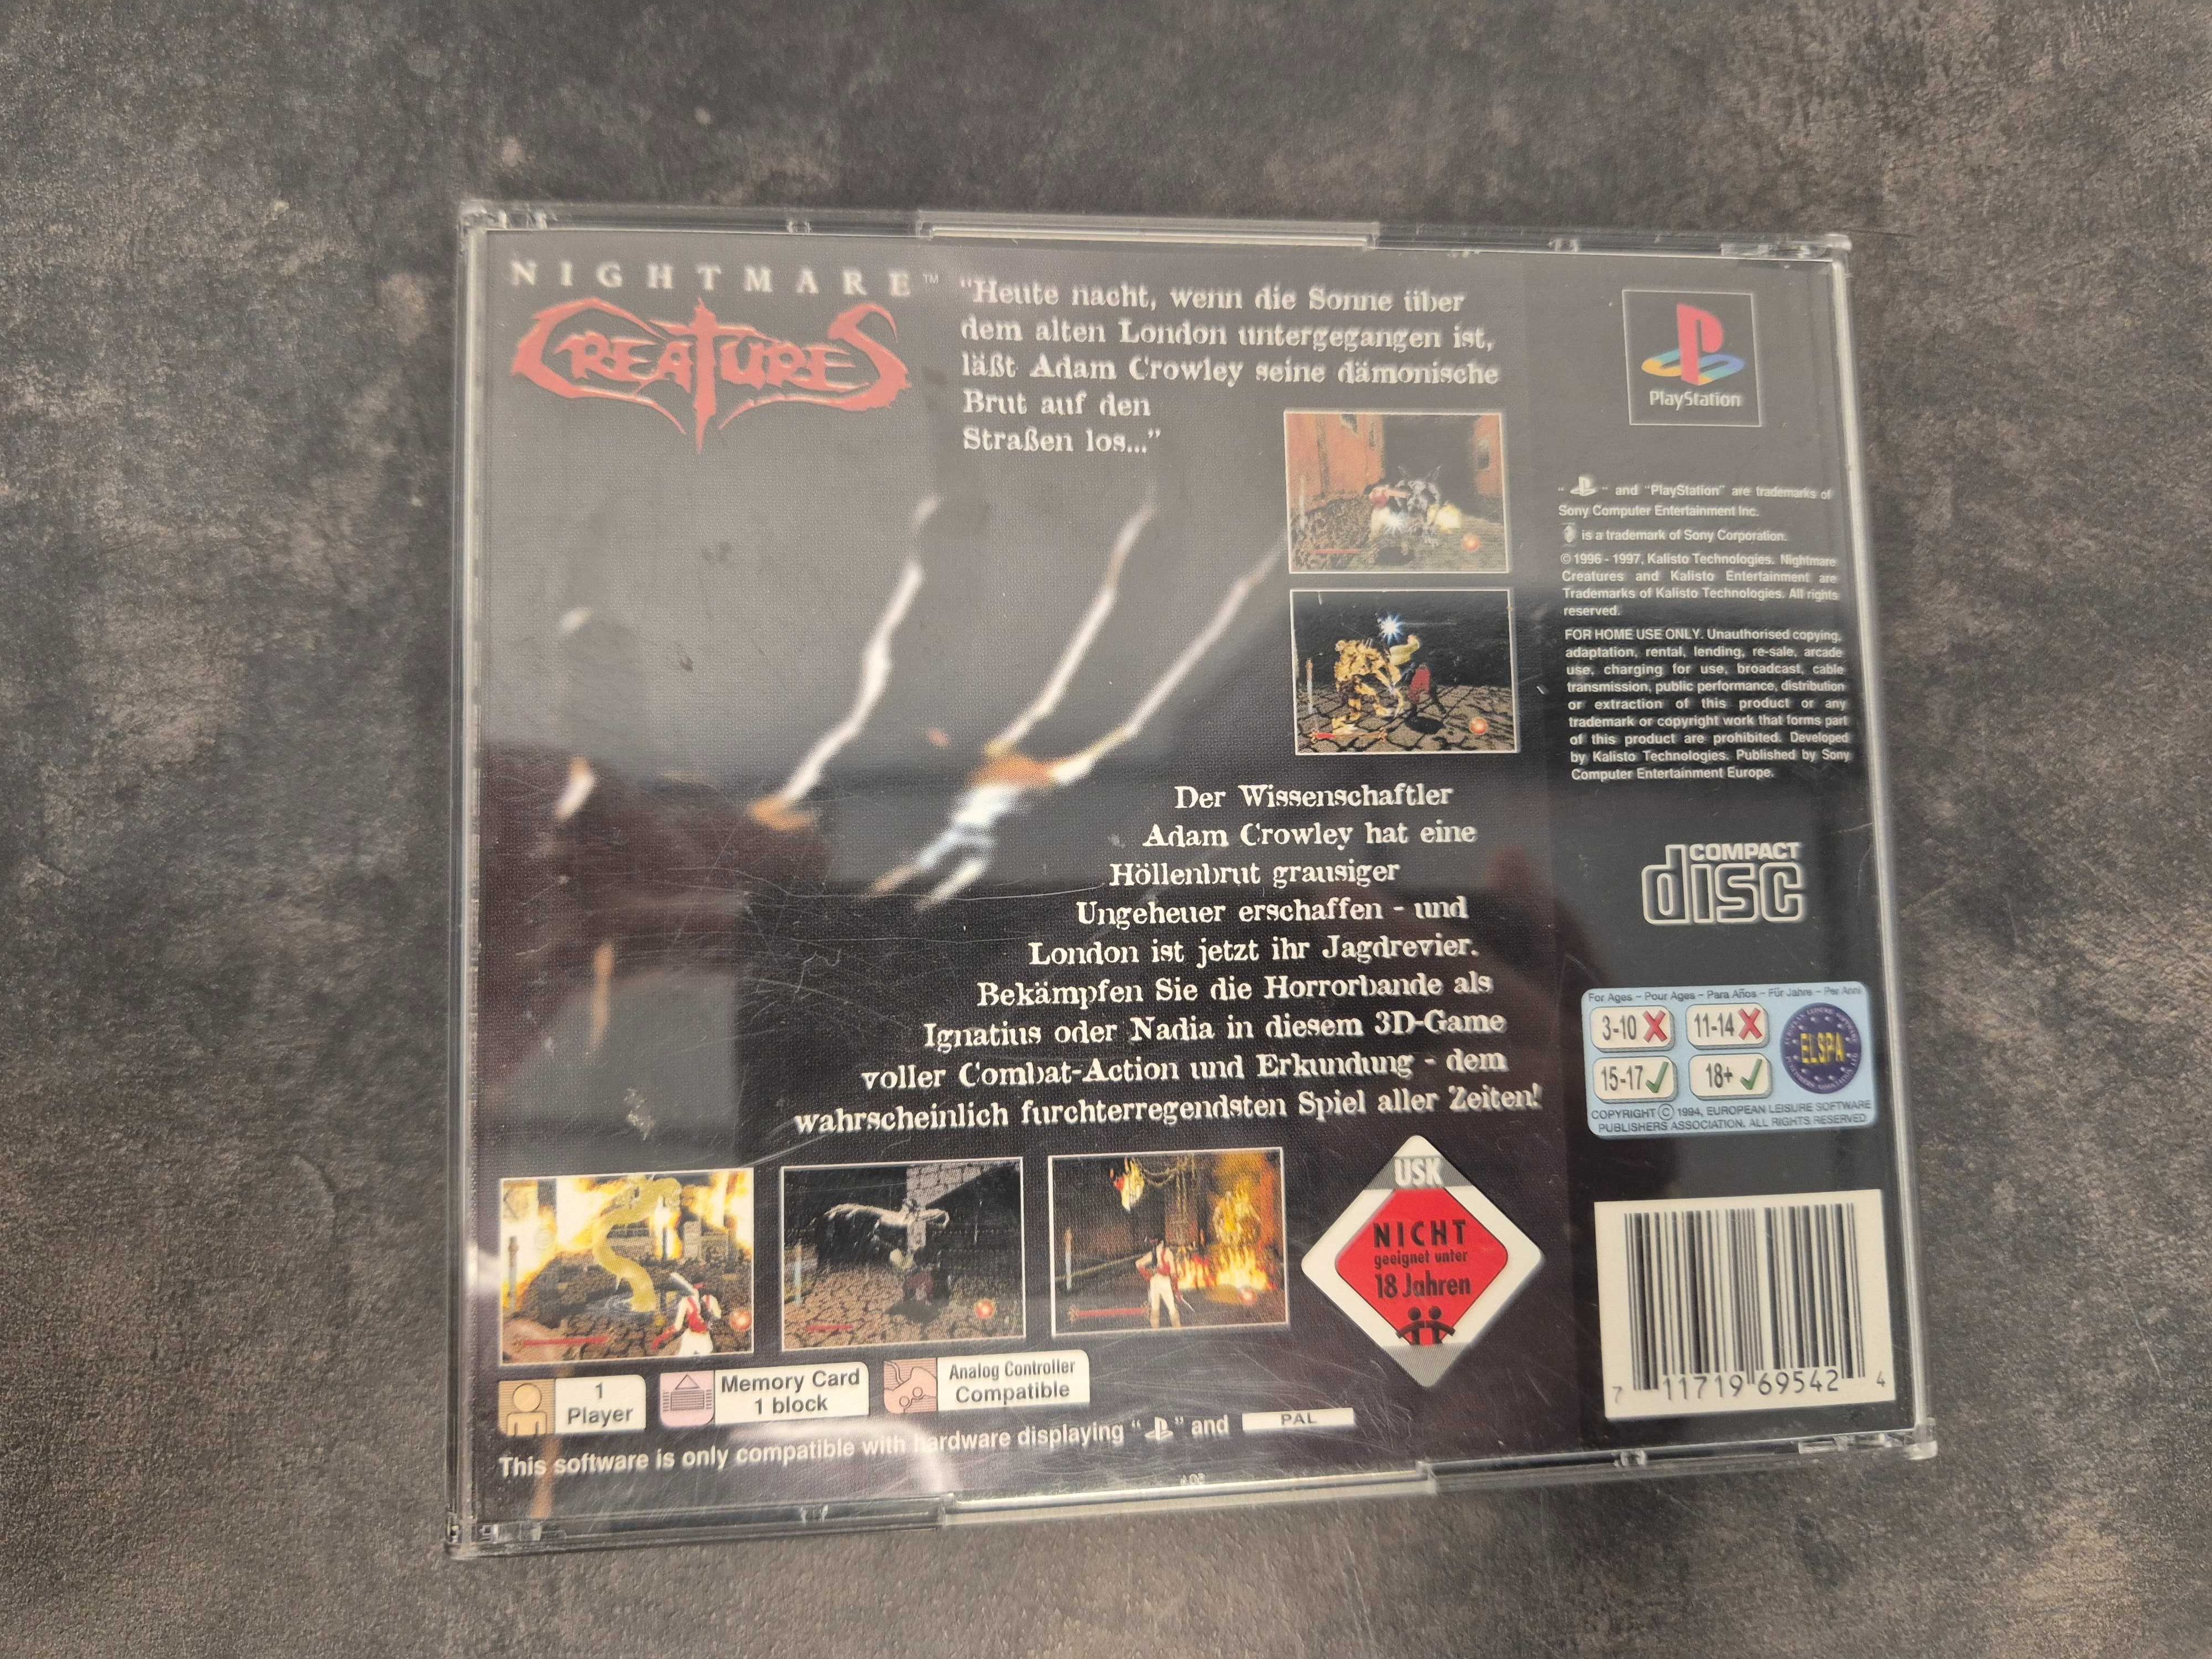 NIGHTMARE™
CREATURES
"Heute nacht, wenn die Sonne über
dem alten London untergegangen ist,
läßt Adam Crowley seine dämonische
Brut auf den
Straßen los..."
Der Wissenschaftler
Adam Crowley hat eine
Höllenbrut grausiger
Ungeheuer erschaffen - und
London ist jetzt ihr Jagdrevier.
Bekämpfen Sie die Horrorbande als
Ignatius oder Nadia in diesem 3D-Game
voller Combat-Action und Erkundung - dem
wahrscheinlich furchterregendsten Spiel aller Zeiten!
USK
NICHT
geeignet unter
18 Jahren
1
Player
Memory Card
1 block
Analog Controller
Compatible
This software is only compatible with hardware displaying " " and PAL
PlayStation
" " and "PlayStation" are trademarks of
Sony Computer Entertainment Inc.
is a trademark of Sony Corporation.
© 1996 - 1997, Kalisto Technologies. Nightmare
Creatures and Kalisto Entertainment are
Trademarks of Kalisto Technologies. All rights
reserved.
FOR HOME USE ONLY. Unauthorised copying,
adaptation, rental, lending, re-sale, arcade
use, charging for use, broadcast, cable
transmission, public performance, distribution
or extraction of this product or any
trademark or copyright work that forms part
of this product are prohibited. Developed
by Kalisto Technologies. Published by Sony
Computer Entertainment Europe.
COMPACT
disc
For Ages – Pour Ages – Para Años – Für Jahre – Per Anni
3-10 11-14
15-17 18+
ELSPA
COPYRIGHT © 1994, EUROPEAN LEISURE SOFTWARE
PUBLISHERS ASSOCIATION. ALL RIGHTS RESERVED
7 11719 69542 4